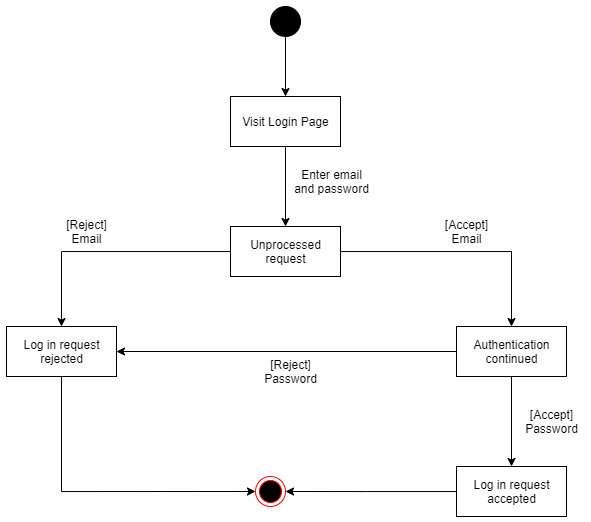 Visit Login Page
Enter email
and password
[Reject]
Email
[Accept]
Email
Unprocessed
request
Log in request
rejected
Authentication
continued
[Reject]
Password
[Accept]
Password
Log in request
accepted